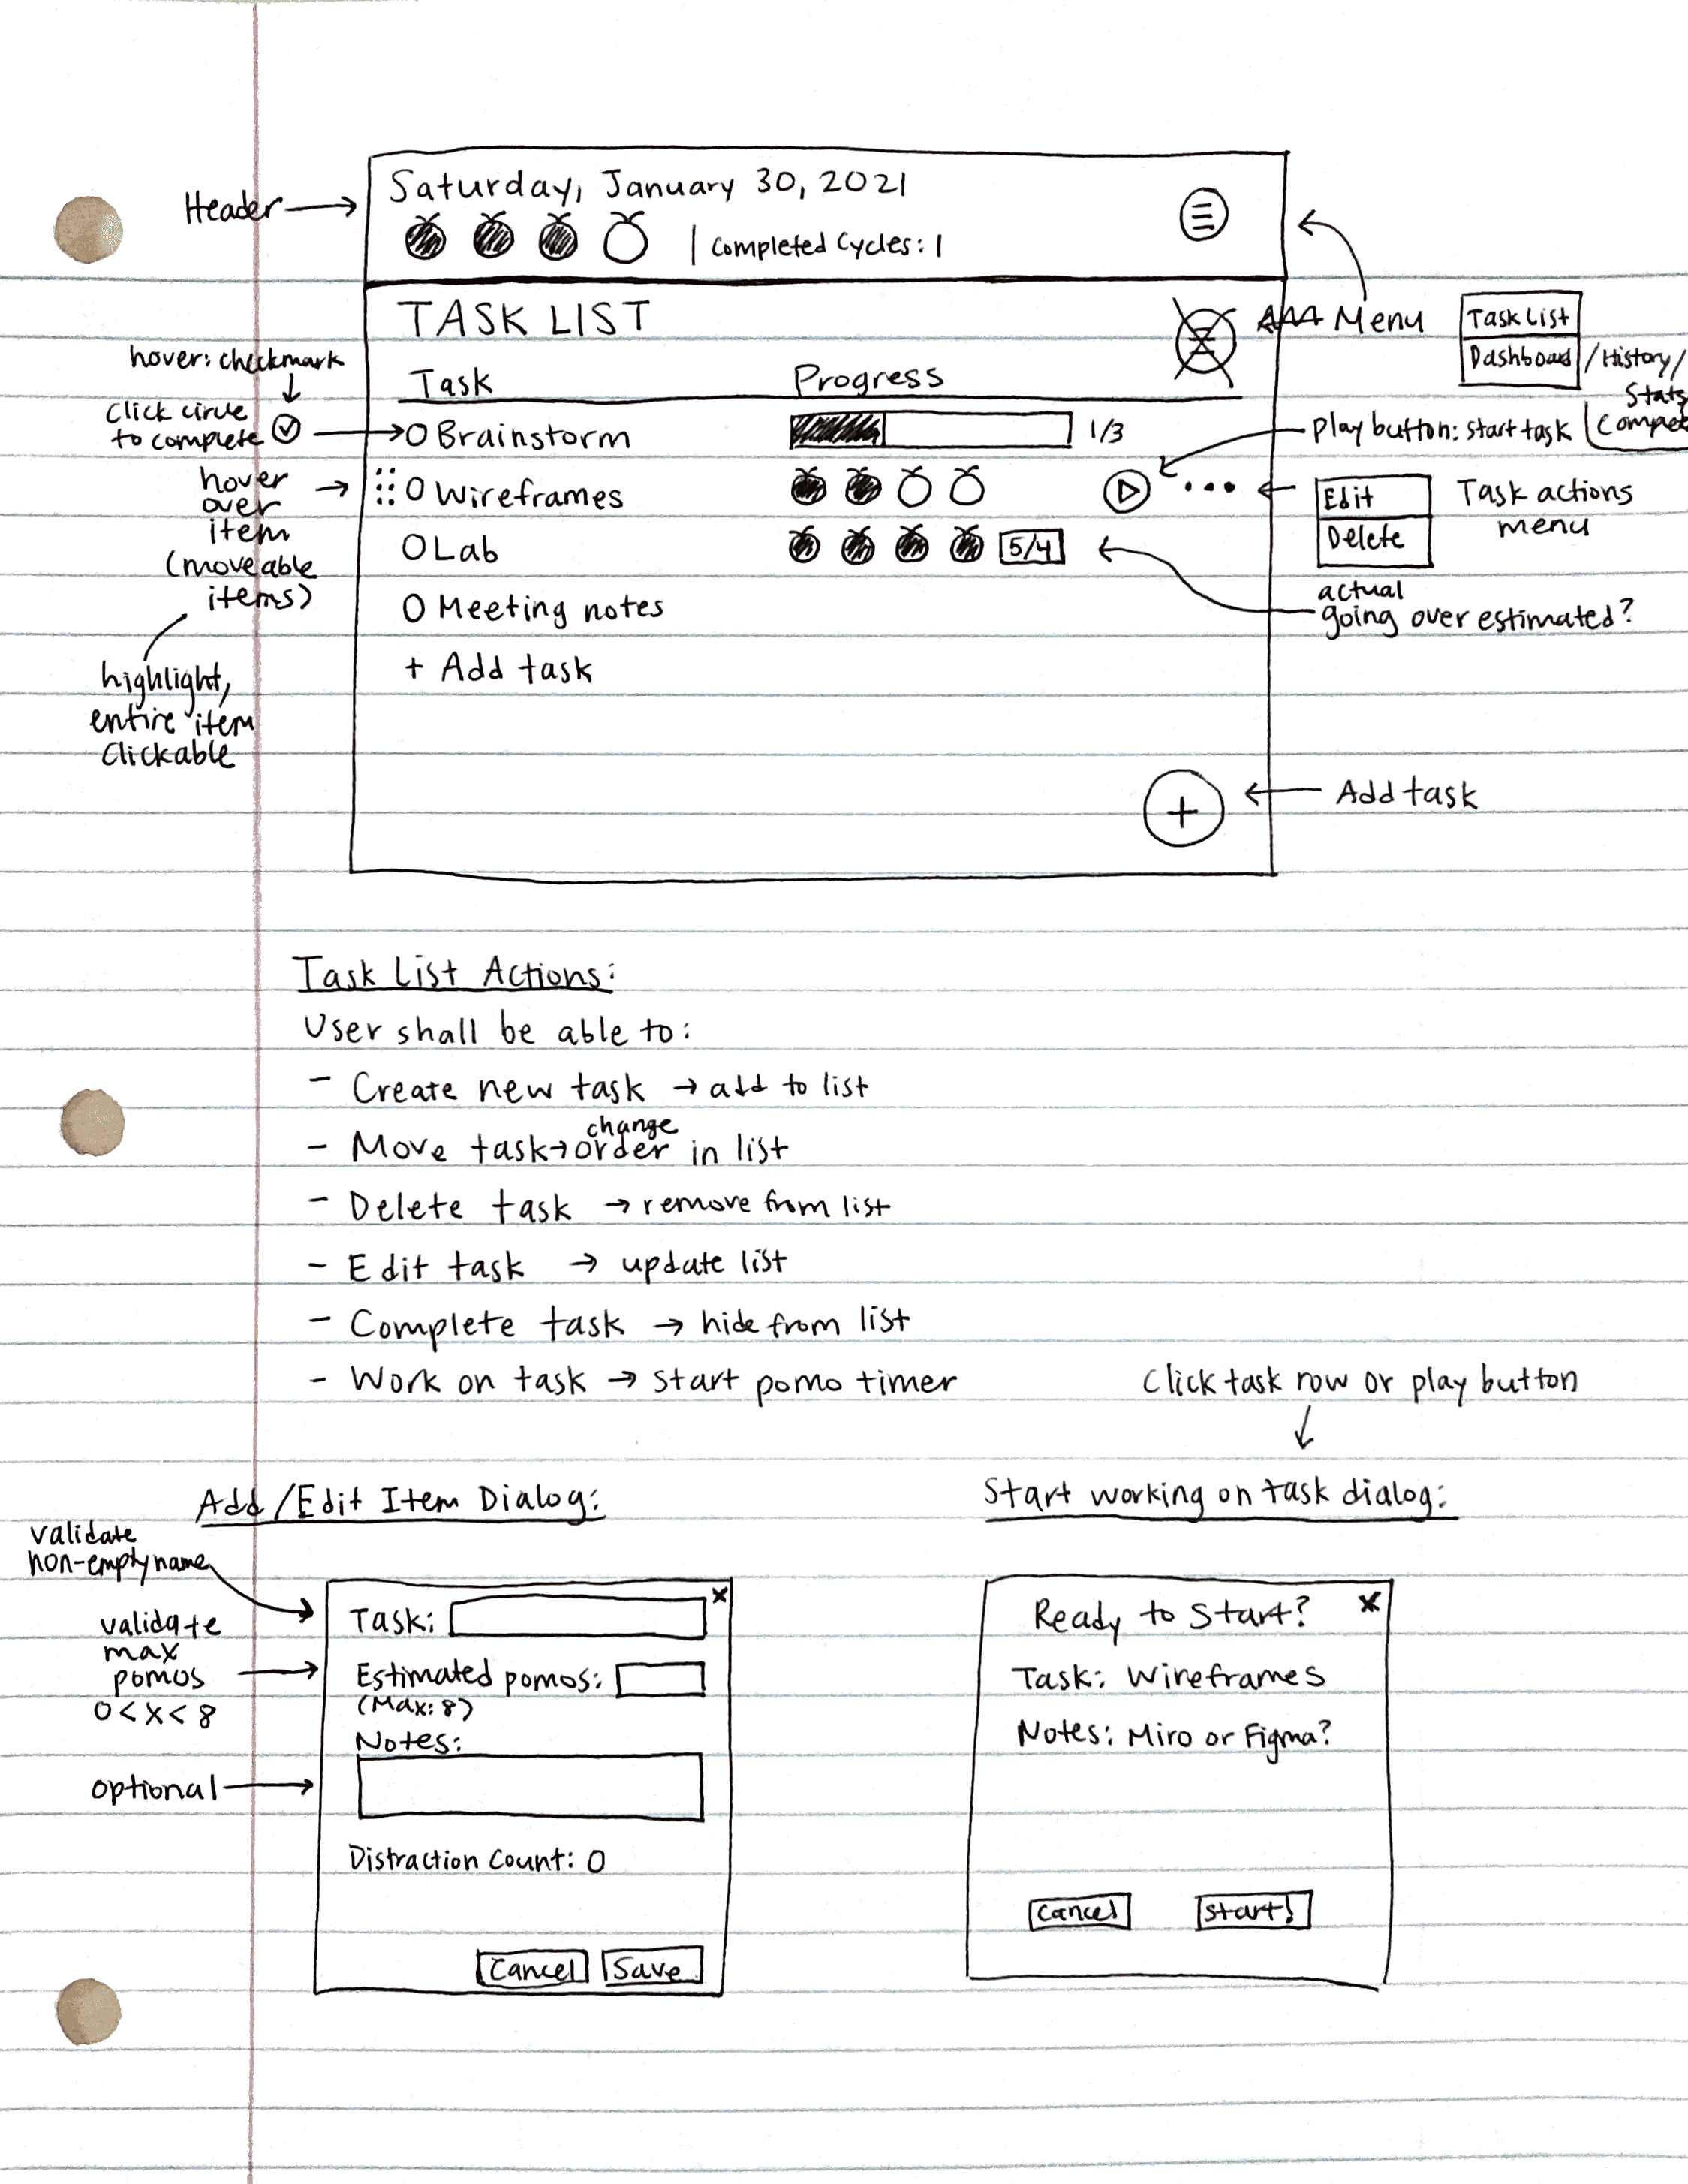 Saturday, January 30, 2021
Header
| Completed Cycles: 1
TASK LIST
Menu
Task List
Dashboard /History/
Stats
hover: checkmark
Task Progress
click circle
to complete
Brainstorm 1/3
play button: start task
hover
over
item
(moveable
items)
Wireframes
Edit
Delete
Task actions
menu
Lab 5/4
actual
going over estimated?
Meeting notes
+ Add task
highlight,
entire item
clickable
+
Add task
Task List Actions:
User shall be able to:
- Create new task → add to list
change
- Move task → order in list
- Delete task → remove from list
- Edit task → update list
- Complete task → hide from list
- Work on task → start pomo timer
Click task row or play button
Add/Edit Item Dialog:
validate
non-empty name
x
Task:
validate
max
pomos
0 < x < 8
Estimated pomos:
(Max: 8)
Notes:
optional
Distraction Count: 0
Cancel Save
Start working on task dialog:
Ready to Start? x
Task: Wireframes
Notes: Miro or Figma?
Cancel Start!